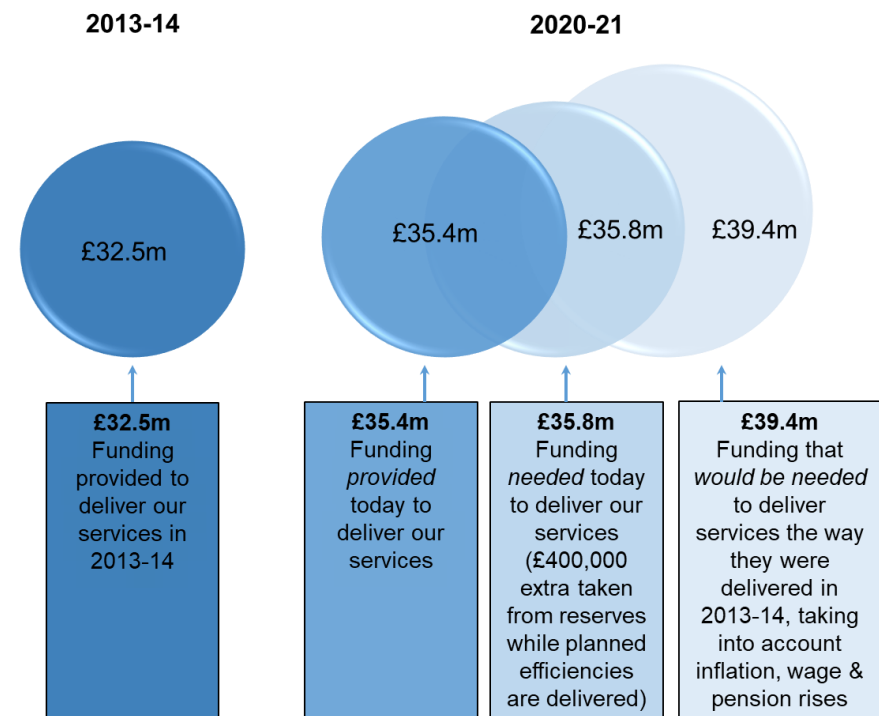 2013-14
2020-21
£32.5m
£35.4m
£35.8m
£39.4m
£32.5m
Funding
provided to
deliver our
services in
2013-14
£35.4m
Funding
provided
today to
deliver our
services
£35.8m
Funding
needed today
to deliver our
services
(£400,000
extra taken
from reserves
while planned
efficiencies
are delivered)
£39.4m
Funding that
would be needed
to deliver
services the way
they were
delivered in
2013-14, taking
into account
inflation, wage &
pension rises